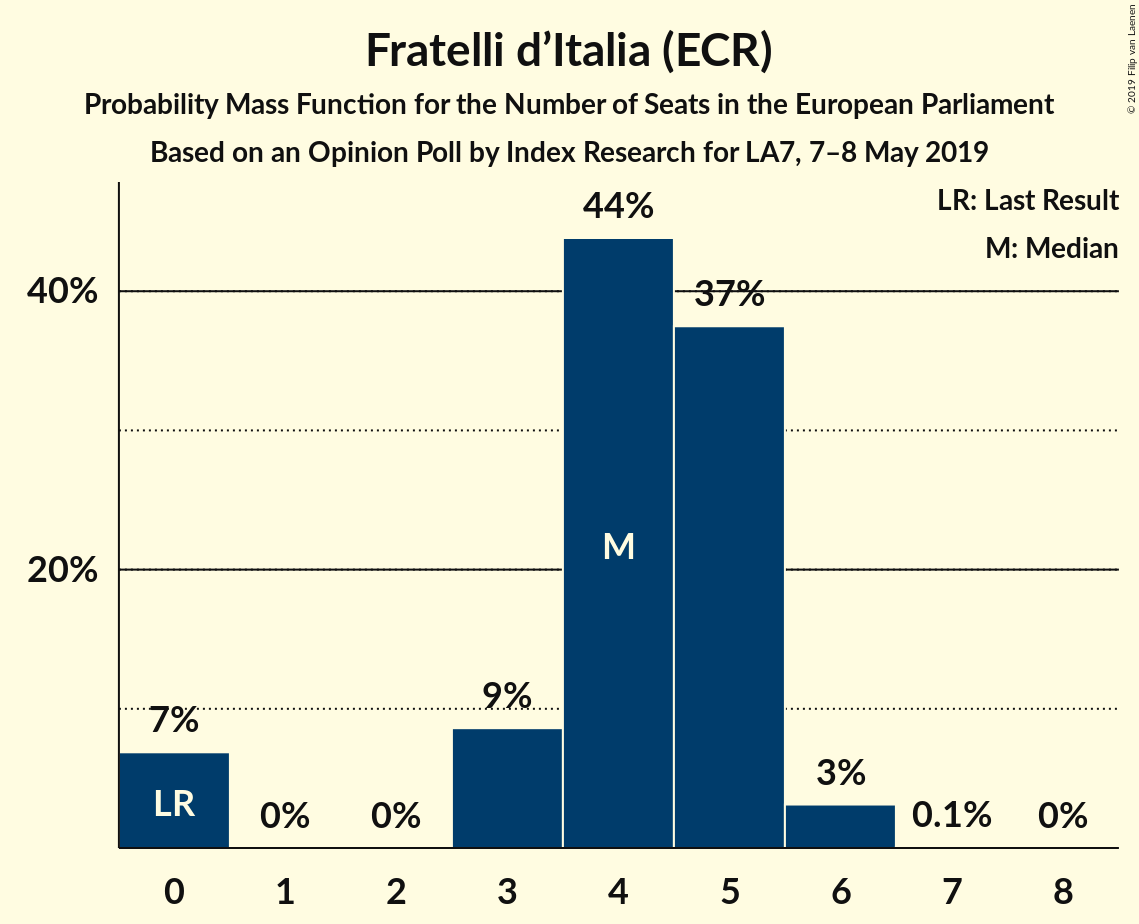 Fratelli d’Italia (ECR)
Probability Mass Function for the Number of Seats in the European Parliament
Based on an Opinion Poll by Index Research for LA7, 7–8 May 2019
© 2019 Filip van Laenen
LR: Last Result
M: Median
44%
40%
37%
M
20%
9%
7%
3%
LR
0%
0%
0.1%
0%
0
1
2
3
4
5
6
7
8